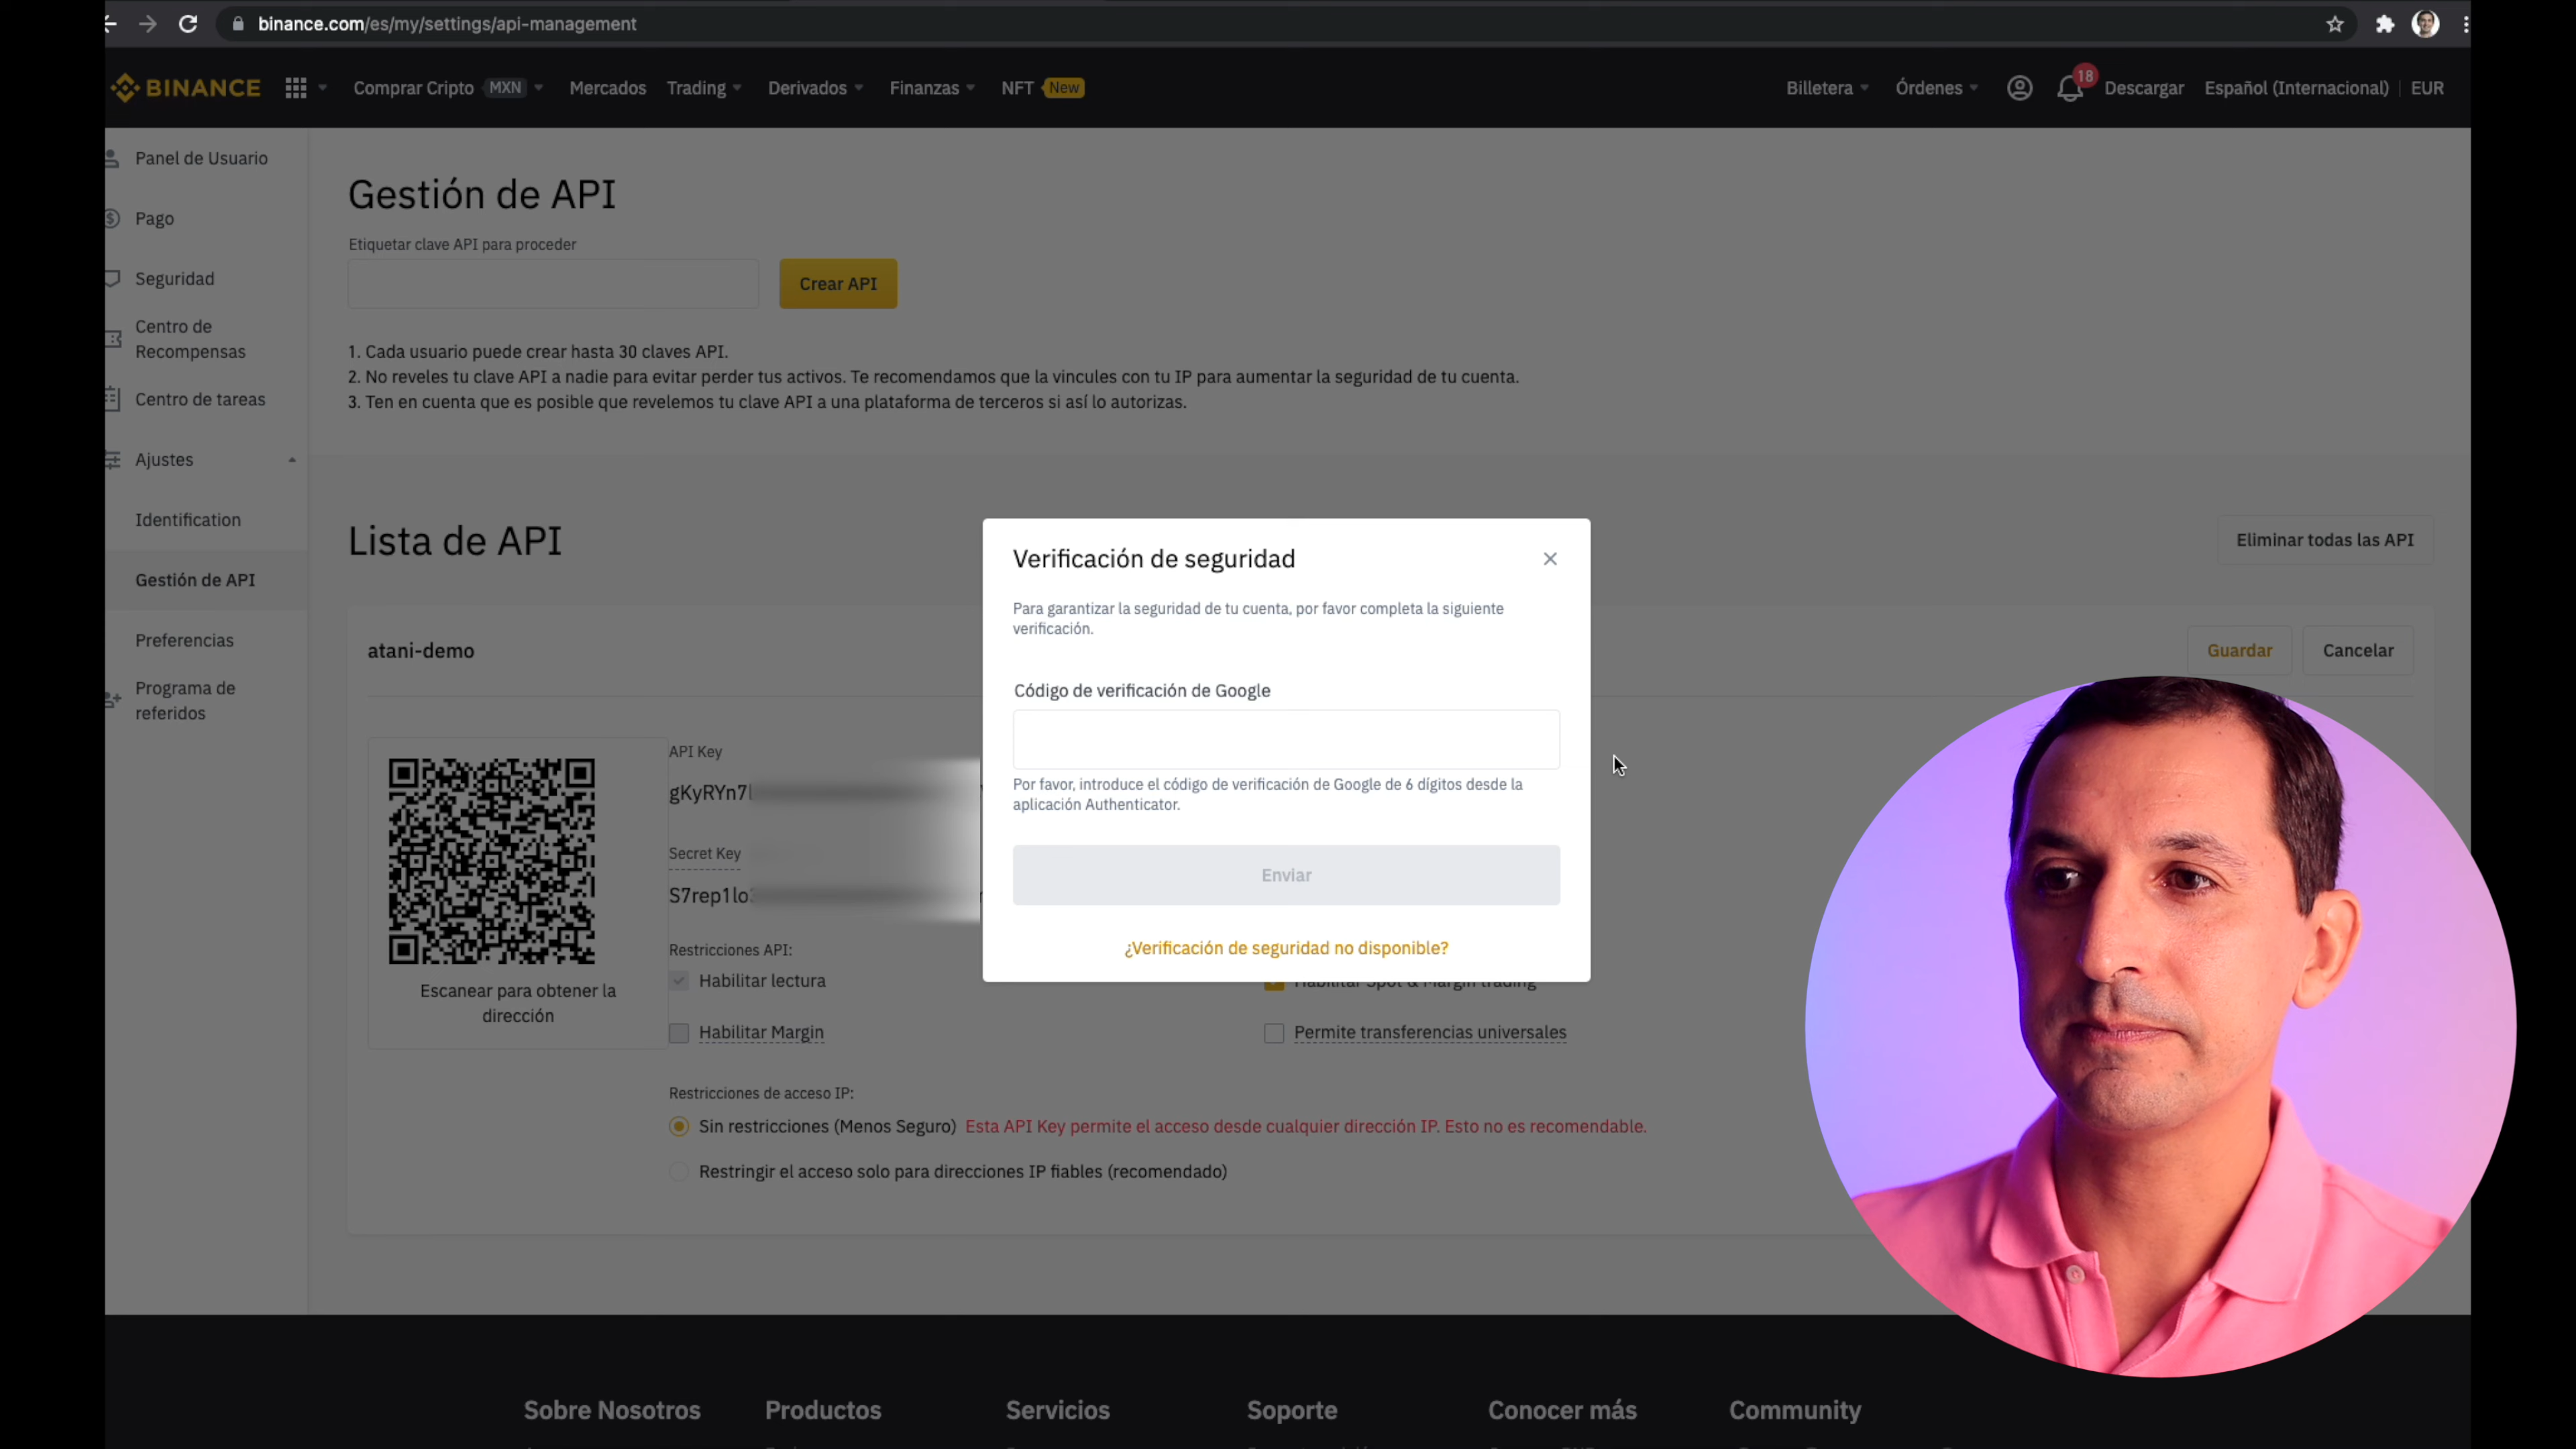 binance.com/es/my/settings/api-management
BINANCE Comprar Cripto MXN Mercados Trading Derivados Finanzas NFT New Billetera Órdenes 18 Descargar Español (Internacional) EUR
Panel de Usuario
Pago
Seguridad
Centro de
Recompensas
Centro de tareas
Ajustes
Identification
Gestión de API
Preferencias
Programa de
referidos
Gestión de API
Etiquetar clave API para proceder
Crear API
1. Cada usuario puede crear hasta 30 claves API.
2. No reveles tu clave API a nadie para evitar perder tus activos. Te recomendamos que la vincules con tu IP para aumentar la seguridad de tu cuenta.
3. Ten en cuenta que es posible que revelemos tu clave API a una plataforma de terceros si así lo autorizas.
Lista de API
Eliminar todas las API
atani-demo
Guardar Cancelar
Escanear para obtener la
dirección
API Key
gKyRYn7
Secret Key
S7rep1lo
Restricciones API:
Habilitar lectura
Habilitar Spot & Margin trading
Habilitar Margin
Permite transferencias universales
Restricciones de acceso IP:
Sin restricciones (Menos Seguro) Esta API Key permite el acceso desde cualquier dirección IP. Esto no es recomendable.
Restringir el acceso solo para direcciones IP fiables (recomendado)
Verificación de seguridad
Para garantizar la seguridad de tu cuenta, por favor completa la siguiente
verificación.
Código de verificación de Google
Por favor, introduce el código de verificación de Google de 6 dígitos desde la
aplicación Authenticator.
Enviar
¿Verificación de seguridad no disponible?
Sobre Nosotros Productos Servicios Soporte Conocer más Community